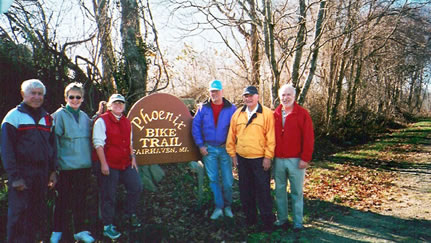 Phoenix
BIKE
TRAIL
FAIRHAVEN, MA.